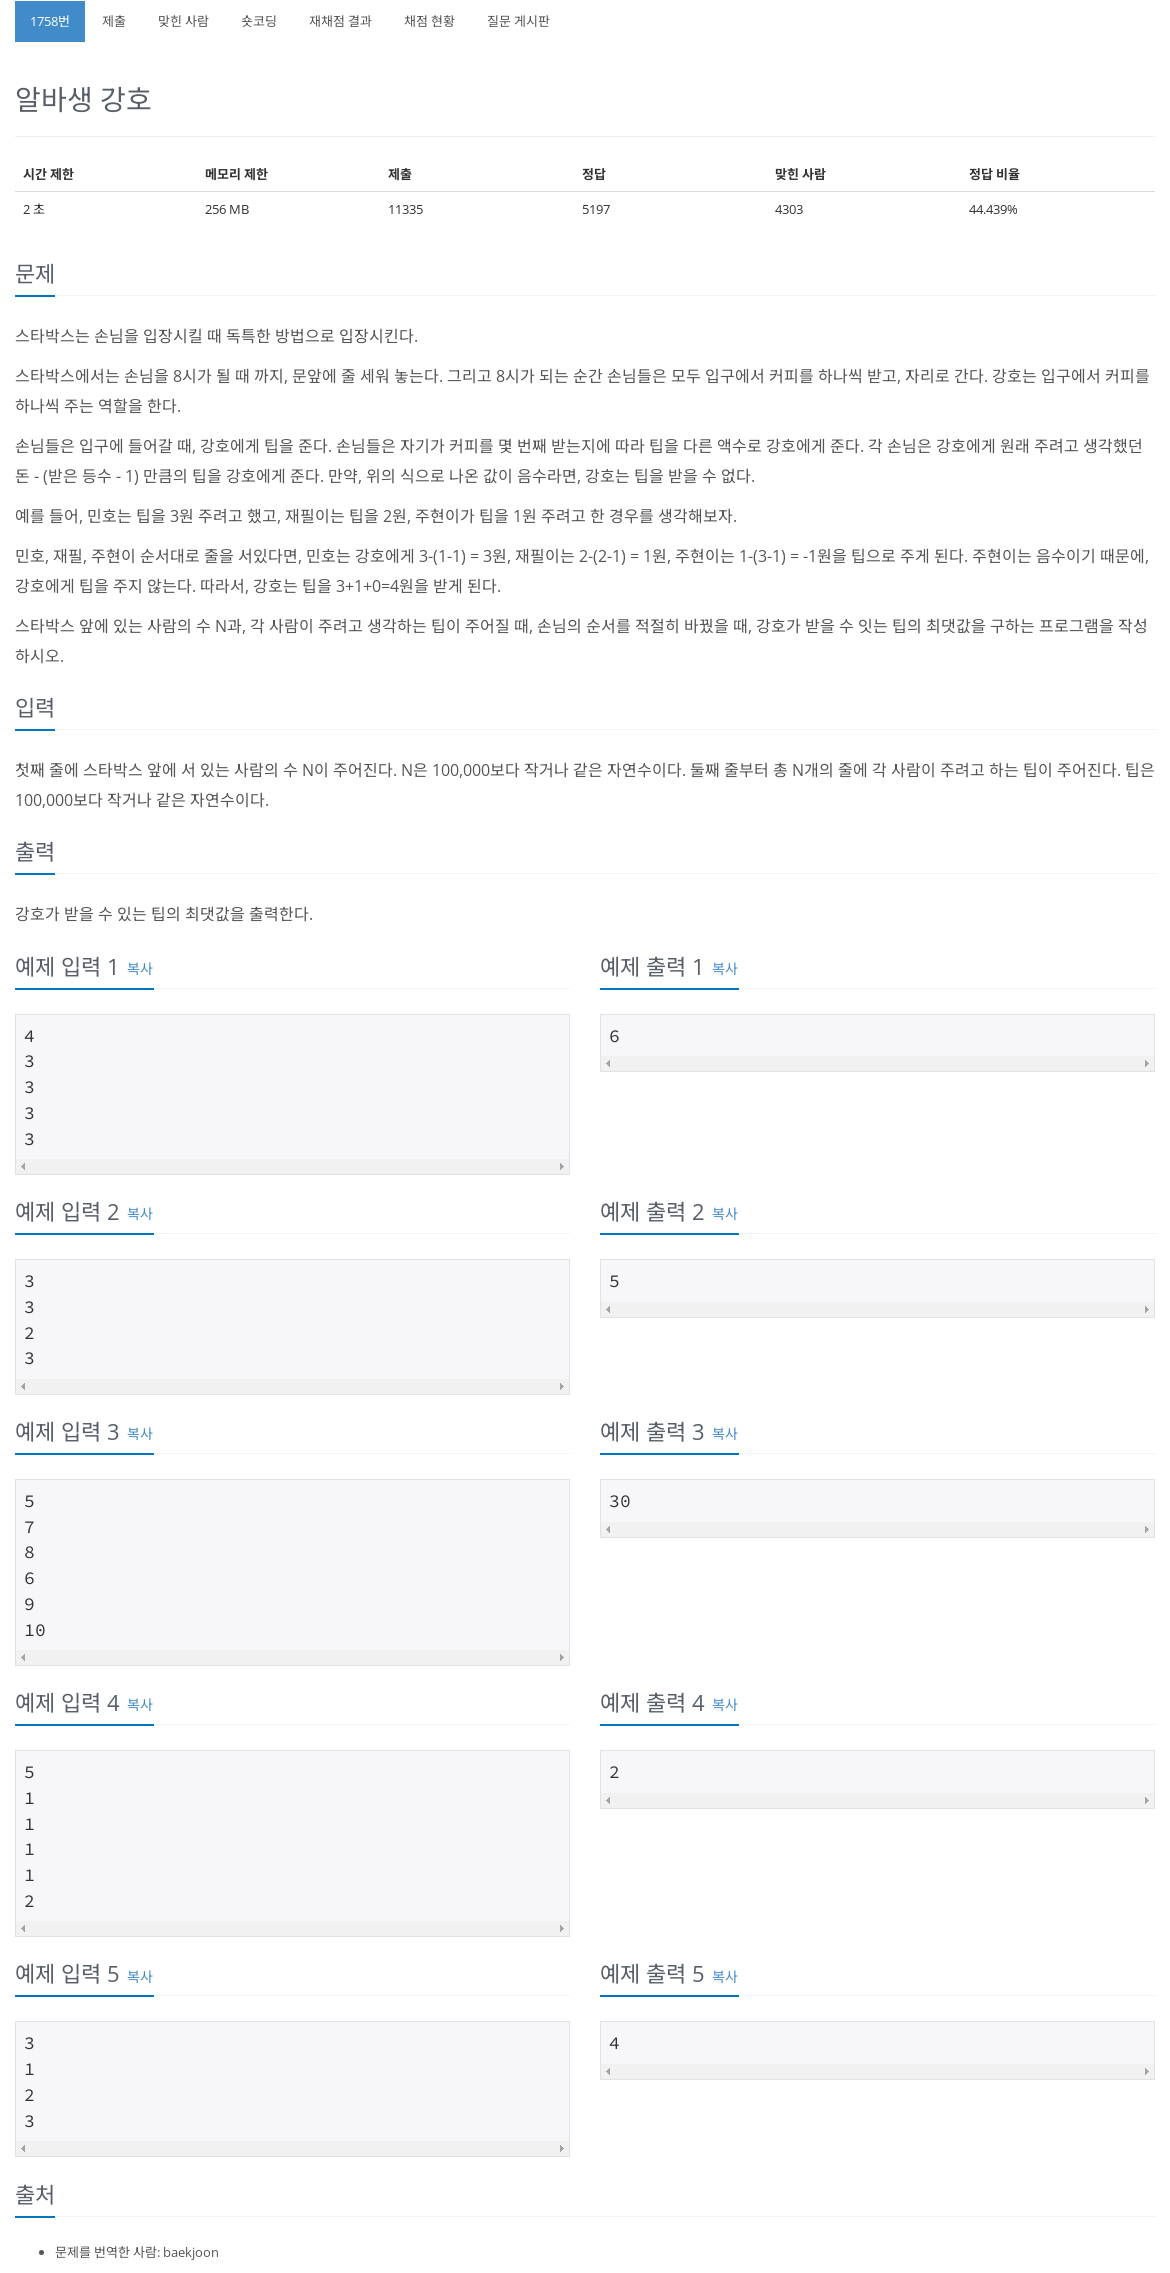 1758번 제출 맞힌 사람 숏코딩 재채점 결과 채점 현황 질문 게시판
알바생 강호
시간 제한 메모리 제한 제출 정답 맞힌 사람 정답 비율
2 초 256 MB 11335 5197 4303 44.439%
문제
스타박스는 손님을 입장시킬 때 독특한 방법으로 입장시킨다.
스타박스에서는 손님을 8시가 될 때 까지, 문앞에 줄 세워 놓는다. 그리고 8시가 되는 순간 손님들은 모두 입구에서 커피를 하나씩 받고, 자리로 간다. 강호는 입구에서 커피를
하나씩 주는 역할을 한다.
손님들은 입구에 들어갈 때, 강호에게 팁을 준다. 손님들은 자기가 커피를 몇 번째 받는지에 따라 팁을 다른 액수로 강호에게 준다. 각 손님은 강호에게 원래 주려고 생각했던
돈 - (받은 등수 - 1) 만큼의 팁을 강호에게 준다. 만약, 위의 식으로 나온 값이 음수라면, 강호는 팁을 받을 수 없다.
예를 들어, 민호는 팁을 3원 주려고 했고, 재필이는 팁을 2원, 주현이가 팁을 1원 주려고 한 경우를 생각해보자.
민호, 재필, 주현이 순서대로 줄을 서있다면, 민호는 강호에게 3-(1-1) = 3원, 재필이는 2-(2-1) = 1원, 주현이는 1-(3-1) = -1원을 팁으로 주게 된다. 주현이는 음수이기 때문에,
강호에게 팁을 주지 않는다. 따라서, 강호는 팁을 3+1+0=4원을 받게 된다.
스타박스 앞에 있는 사람의 수 N과, 각 사람이 주려고 생각하는 팁이 주어질 때, 손님의 순서를 적절히 바꿨을 때, 강호가 받을 수 잇는 팁의 최댓값을 구하는 프로그램을 작성
하시오.
입력
첫째 줄에 스타박스 앞에 서 있는 사람의 수 N이 주어진다. N은 100,000보다 작거나 같은 자연수이다. 둘째 줄부터 총 N개의 줄에 각 사람이 주려고 하는 팁이 주어진다. 팁은
100,000보다 작거나 같은 자연수이다.
출력
강호가 받을 수 있는 팁의 최댓값을 출력한다.
예제 입력 1 복사
4
3
3
3
3
예제 출력 1 복사
6
예제 입력 2 복사
3
3
2
3
예제 출력 2 복사
5
예제 입력 3 복사
5
7
8
6
9
10
예제 출력 3 복사
30
예제 입력 4 복사
5
1
1
1
1
2
예제 출력 4 복사
2
예제 입력 5 복사
3
1
2
3
예제 출력 5 복사
4
출처
• 문제를 번역한 사람: baekjoon